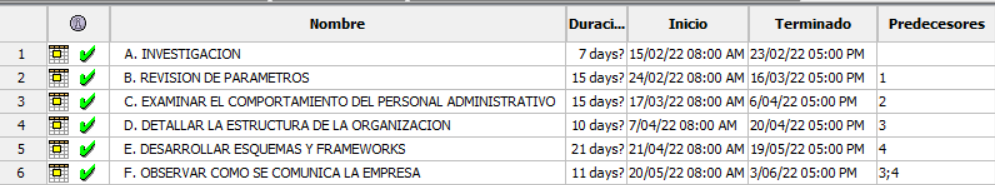 Nombre Duraci... Inicio Terminado Predecesores
1 A. INVESTIGACION 7 days? 15/02/22 08:00 AM 23/02/22 05:00 PM
2 B. REVISION DE PARAMETROS 15 days? 24/02/22 08:00 AM 16/03/22 05:00 PM 1
3 C. EXAMINAR EL COMPORTAMIENTO DEL PERSONAL ADMINISTRATIVO 15 days? 17/03/22 08:00 AM 6/04/22 05:00 PM 2
4 D. DETALLAR LA ESTRUCTURA DE LA ORGANIZACION 10 days? 7/04/22 08:00 AM 20/04/22 05:00 PM 3
5 E. DESARROLLAR ESQUEMAS Y FRAMEWORKS 21 days? 21/04/22 08:00 AM 19/05/22 05:00 PM 4
6 F. OBSERVAR COMO SE COMUNICA LA EMPRESA 11 days? 20/05/22 08:00 AM 3/06/22 05:00 PM 3;4